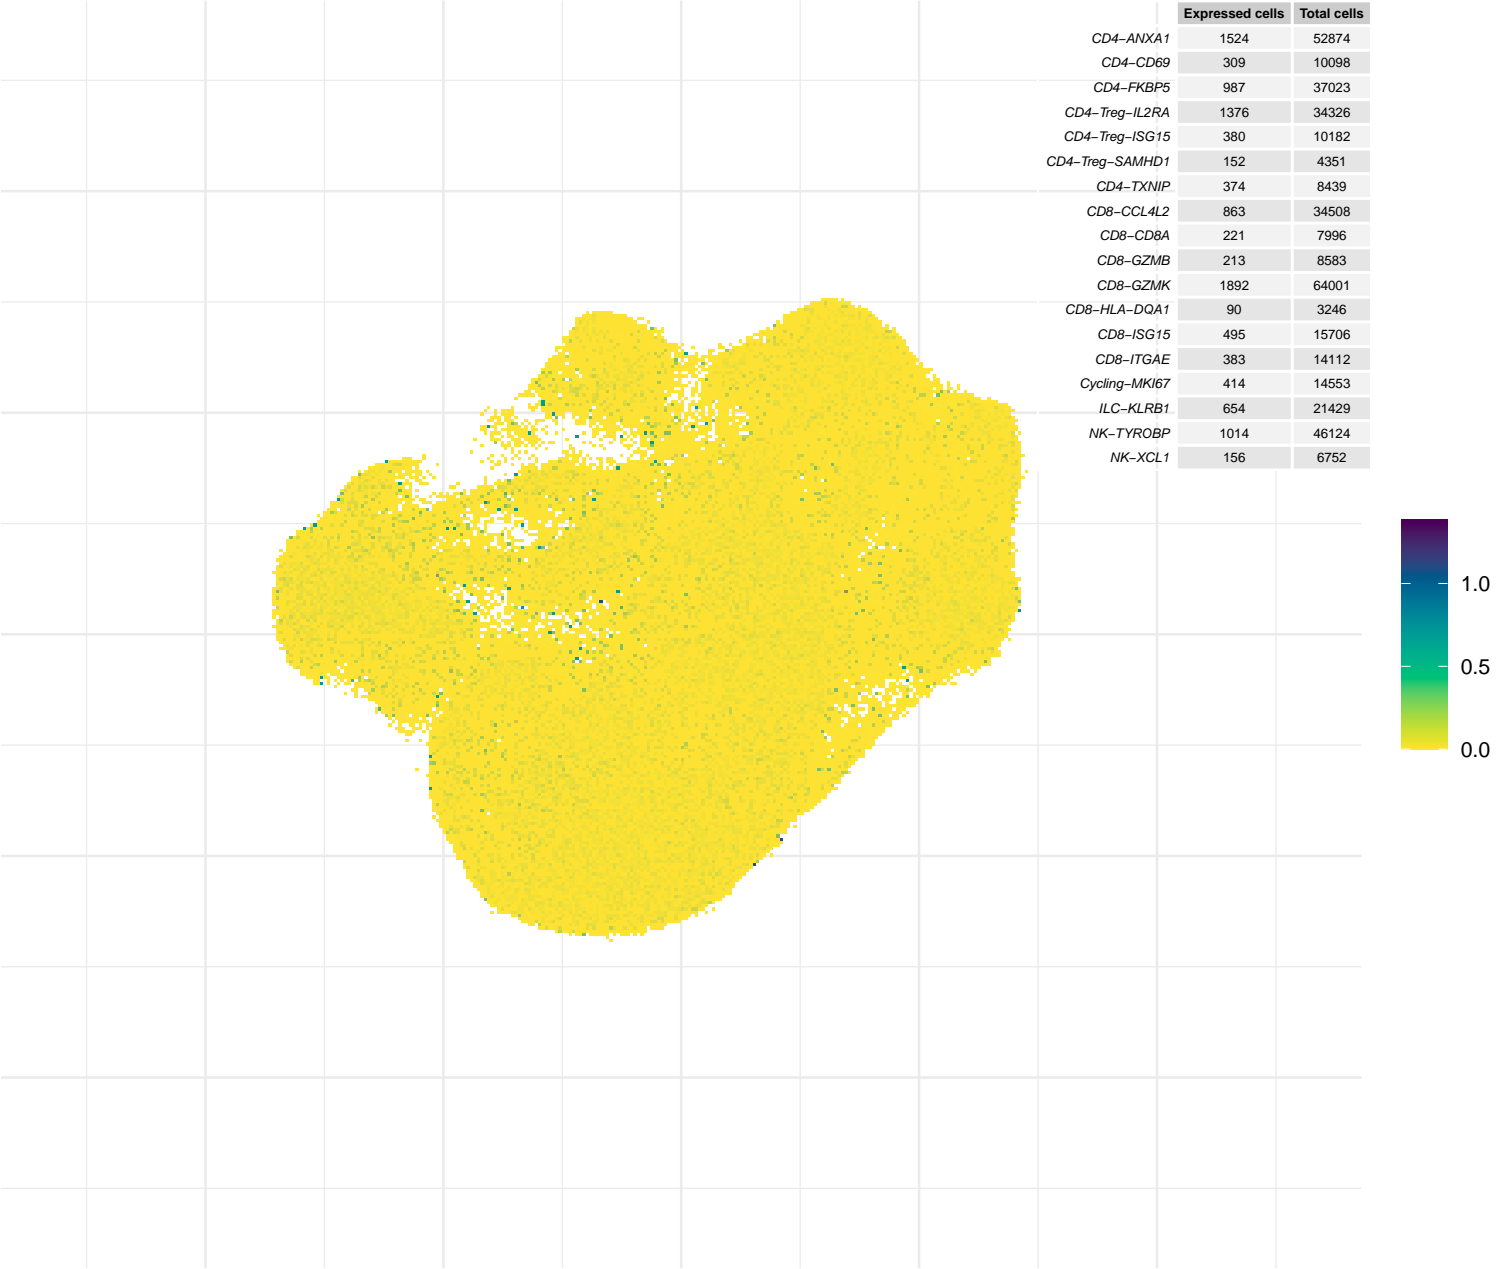 Expressed cells Total cells
CD4−ANXA1 1524 52874
CD4−CD69 309 10098
CD4−FKBP5 987 37023
CD4−Treg−IL2RA 1376 34326
CD4−Treg−ISG15 380 10182
CD4−Treg−SAMHD1 152 4351
CD4−TXNIP 374 8439
CD8−CCL4L2 863 34508
CD8−CD8A 221 7996
CD8−GZMB 213 8583
CD8−GZMK 1892 64001
CD8−HLA−DQA1 90 3246
CD8−ISG15 495 15706
CD8−ITGAE 383 14112
Cycling−MKI67 414 14553
ILC−KLRB1 654 21429
NK−TYROBP 1014 46124
NK−XCL1 156 6752
1.0
0.5
0.0